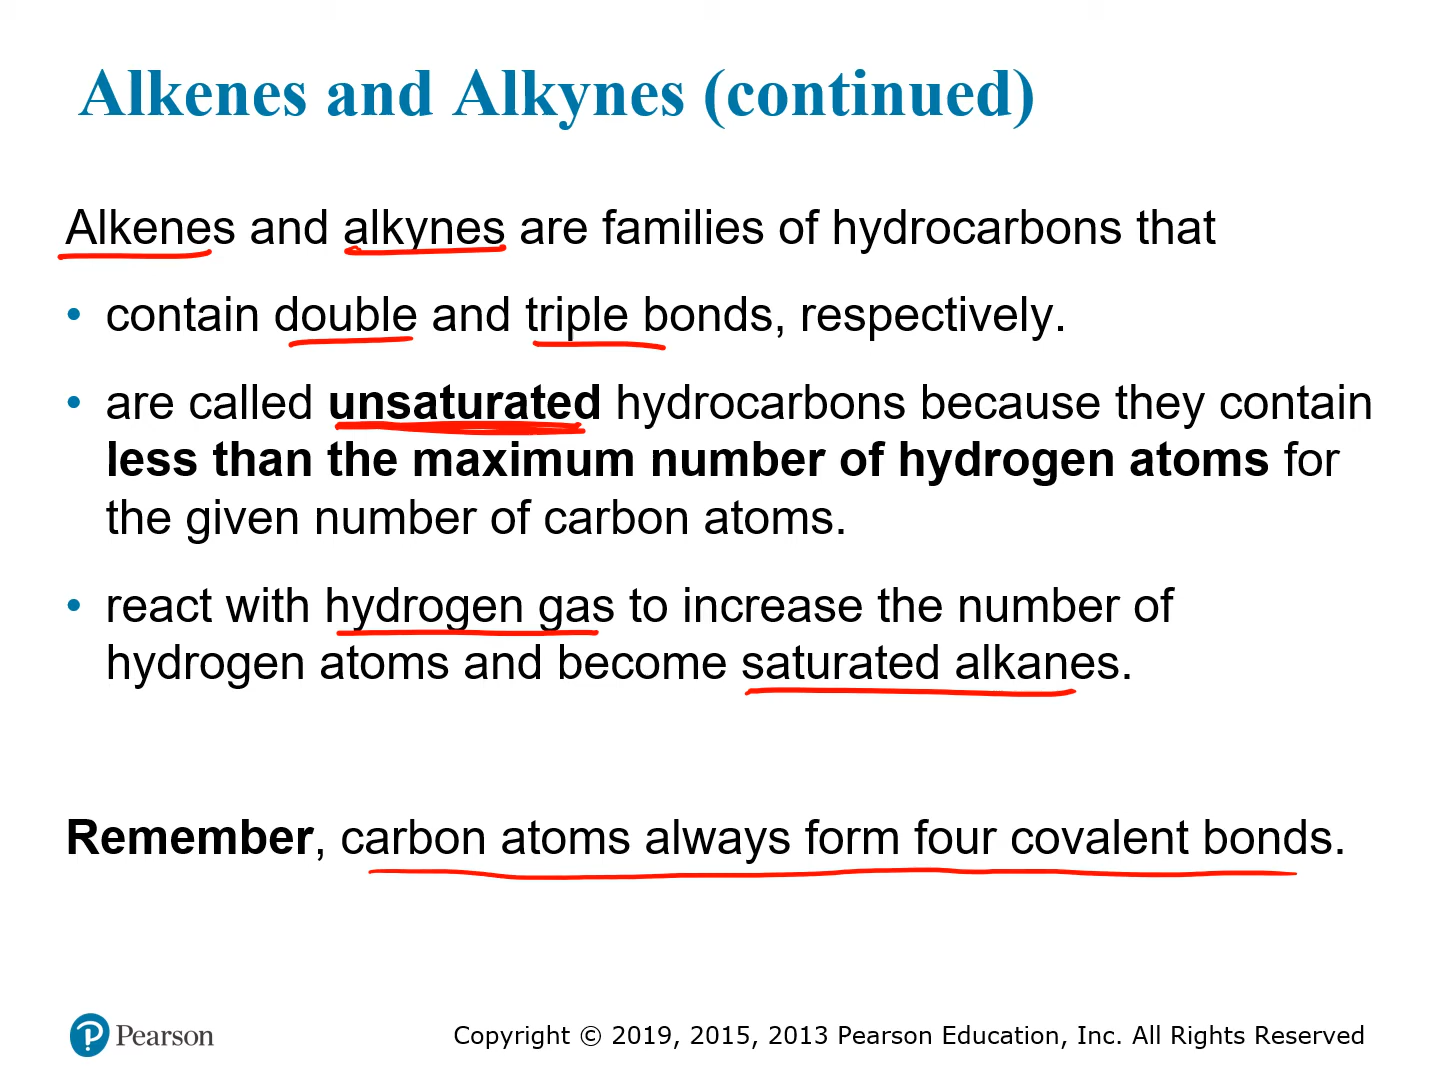 Alkenes and Alkynes (continued)
Alkenes and alkynes are families of hydrocarbons that
• contain double and triple bonds, respectively.
• are called unsaturated hydrocarbons because they contain
less than the maximum number of hydrogen atoms for
the given number of carbon atoms.
• react with hydrogen gas to increase the number of
hydrogen atoms and become saturated alkanes.
Remember, carbon atoms always form four covalent bonds.
Pearson
Copyright © 2019, 2015, 2013 Pearson Education, Inc. All Rights Reserved